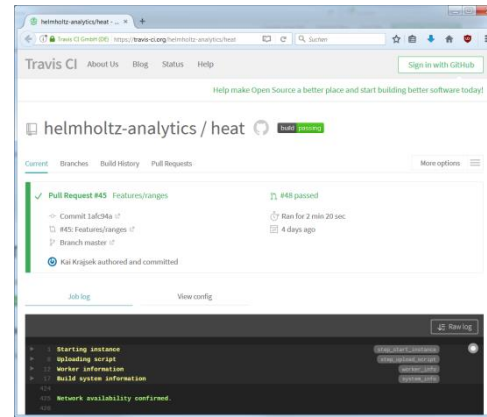 helmholtz-analytics/heat - ...
Travis CI GmbH (DE) https://travis-ci.org/helmholtz-analytics/heat
Suchen
Travis CI About Us Blog Status Help
Sign in with GitHub
Help make Open Source a better place and start building better software today!
helmholtz-analytics / heat build passing
Current Branches Build History Pull Requests More options
Pull Request #45 Features/ranges
#48 passed
Commit 1afc94a
Ran for 2 min 20 sec
#45: Features/ranges
4 days ago
Branch master
Kai Krajsek authored and committed
Job log View config
Raw log
1 Starting instance step_start_instance
6 Uploading script step_upload_script
12 Worker information worker_info
17 Build system information system_info
424
425 Network availability confirmed.
426